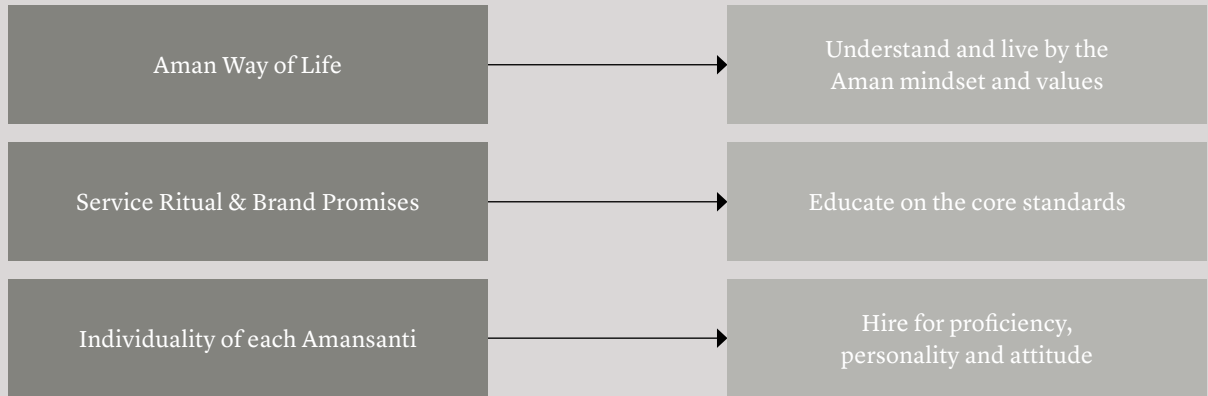 Aman Way of Life
Understand and live by the
Aman mindset and values
Service Ritual & Brand Promises
Educate on the core standards
Individuality of each Amansanti
Hire for proficiency,
personality and attitude